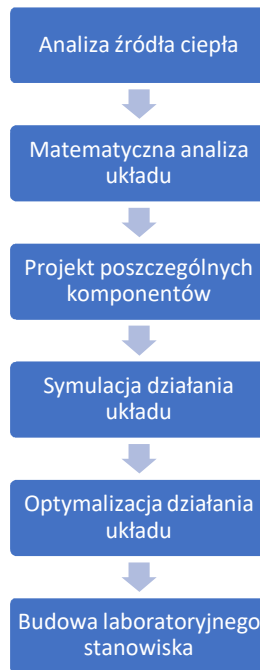 Analiza źródła ciepła
Matematyczna analiza
układu
Projekt poszczególnych
komponentów
Symulacja działania
układu
Optymalizacja działania
układu
Budowa laboratoryjnego
stanowiska